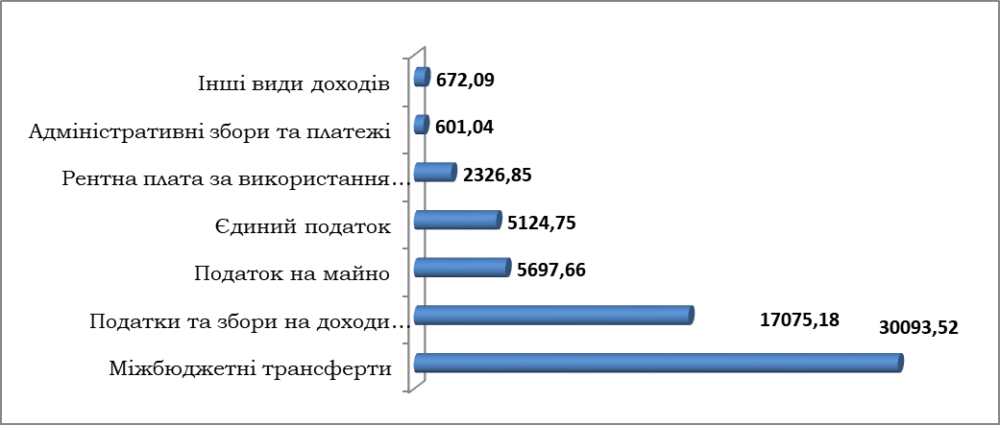 Інші види доходів 672,09
Адміністративні збори та платежі 601,04
Рентна плата за використання... 2326,85
Єдиний податок 5124,75
Податок на майно 5697,66
Податки та збори на доходи... 17075,18
Міжбюджетні трансферти 30093,52